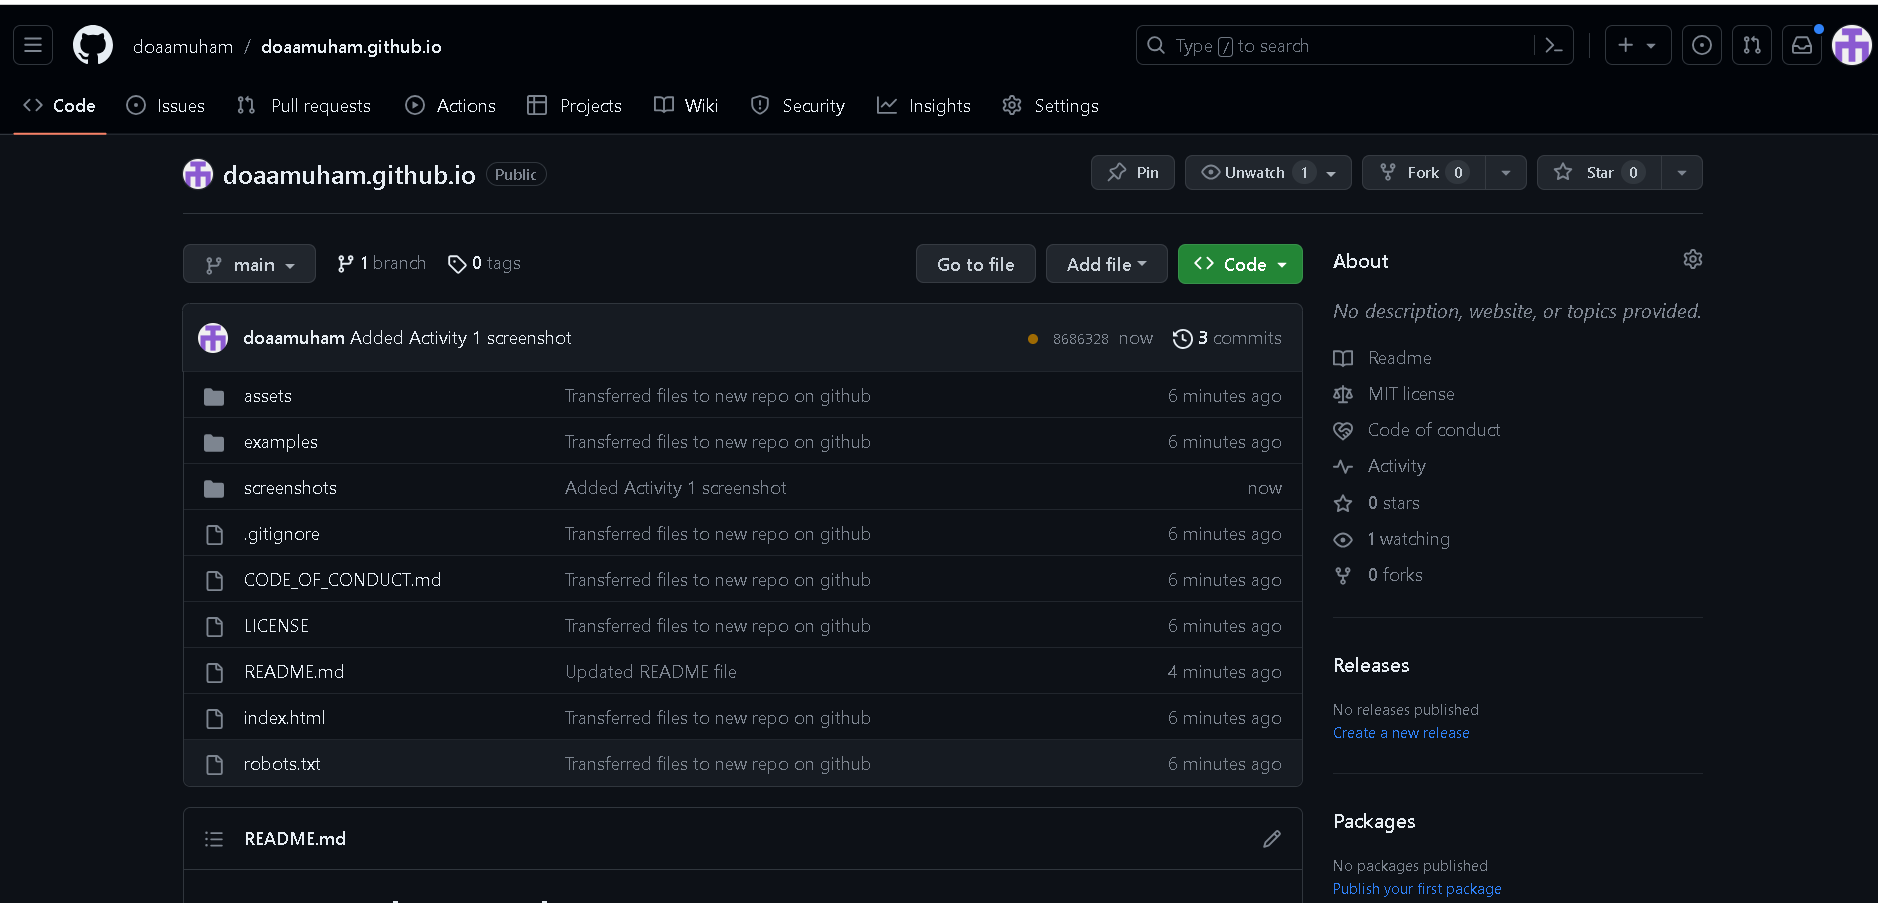 doaamuham / doaamuham.github.io
Type / to search
Code Issues Pull requests Actions Projects Wiki Security Insights Settings
doaamuham.github.io Public
Pin Unwatch 1 Fork 0 Star 0
main 1 branch 0 tags
Go to file Add file Code
doaamuham Added Activity 1 screenshot 8686328 now 3 commits
assets Transferred files to new repo on github 6 minutes ago
examples Transferred files to new repo on github 6 minutes ago
screenshots Added Activity 1 screenshot now
.gitignore Transferred files to new repo on github 6 minutes ago
CODE_OF_CONDUCT.md Transferred files to new repo on github 6 minutes ago
LICENSE Transferred files to new repo on github 6 minutes ago
README.md Updated README file 4 minutes ago
index.html Transferred files to new repo on github 6 minutes ago
robots.txt Transferred files to new repo on github 6 minutes ago
README.md
About
No description, website, or topics provided.
Readme
MIT license
Code of conduct
Activity
0 stars
1 watching
0 forks
Releases
No releases published
Create a new release
Packages
No packages published
Publish your first package